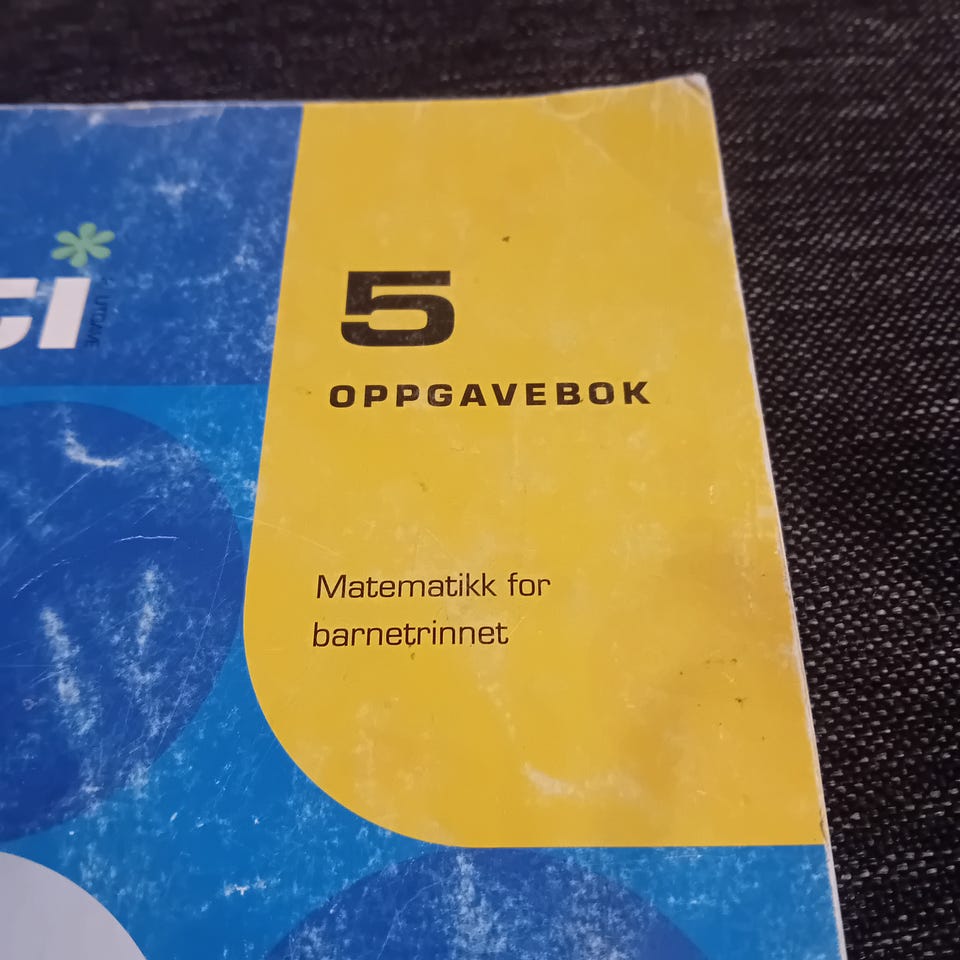 5
OPPGAVEBOK
Matematikk for
barnetrinnet